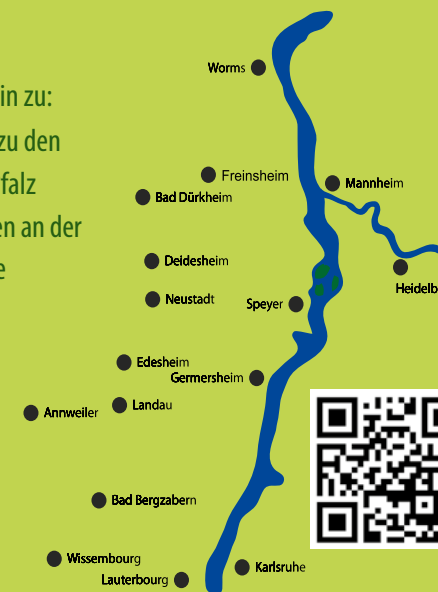 in zu:
zu den
falz
en an der
e
Worms
Freinsheim
Mannheim
Bad Dürkheim
Deidesheim
Heidelb
Neustadt
Speyer
Edesheim
Germersheim
Landau
Annweiler
Bad Bergzabern
Wissembourg
Karlsruhe
Lauterbourg